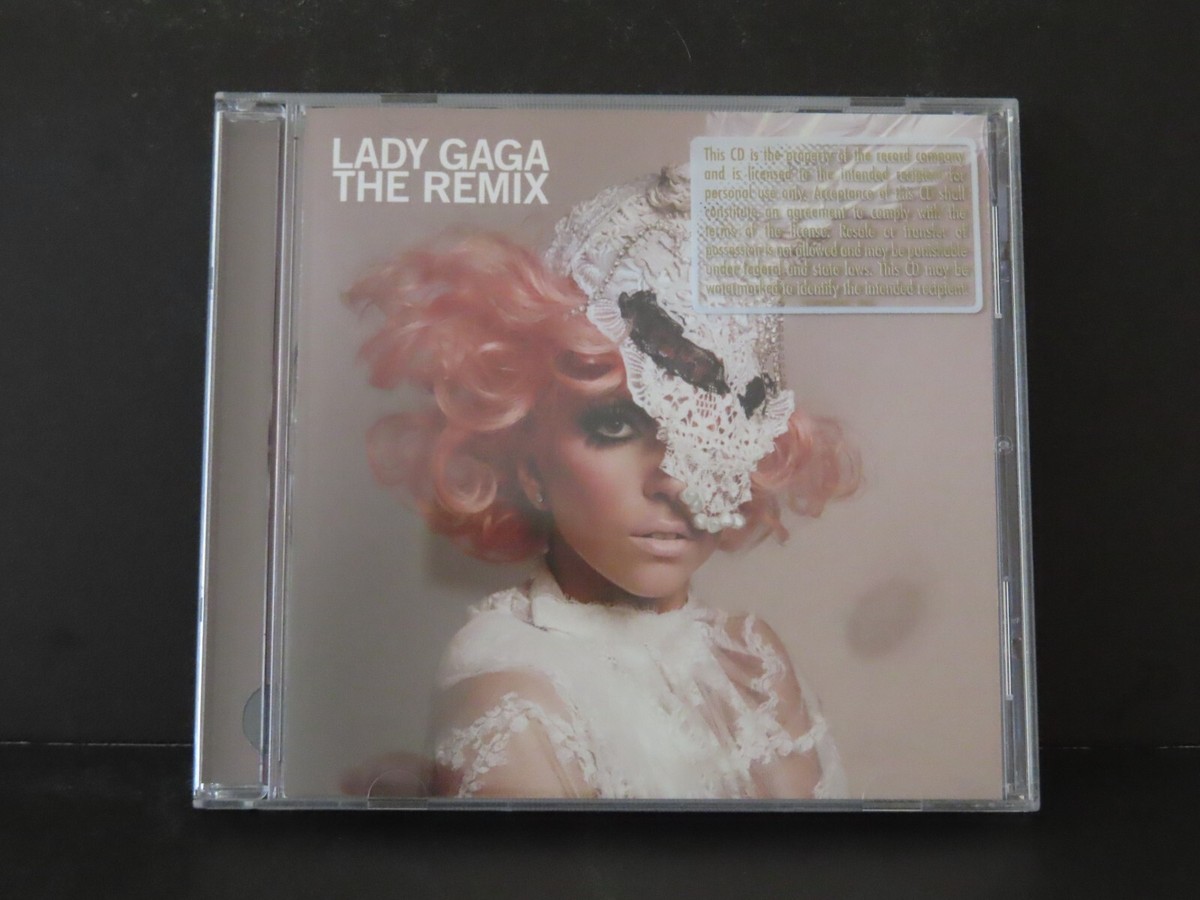 LADY GAGA
THE REMIX
This CD is the property of the record company
and is licensed to the intended recipient for
personal use only. Acceptance of this CD shall
constitute an agreement to comply with the
terms of the license. Resale or transfer of
possession is not allowed and may be punishable
under federal and state laws. This CD may be
watermarked to identify the intended recipient.